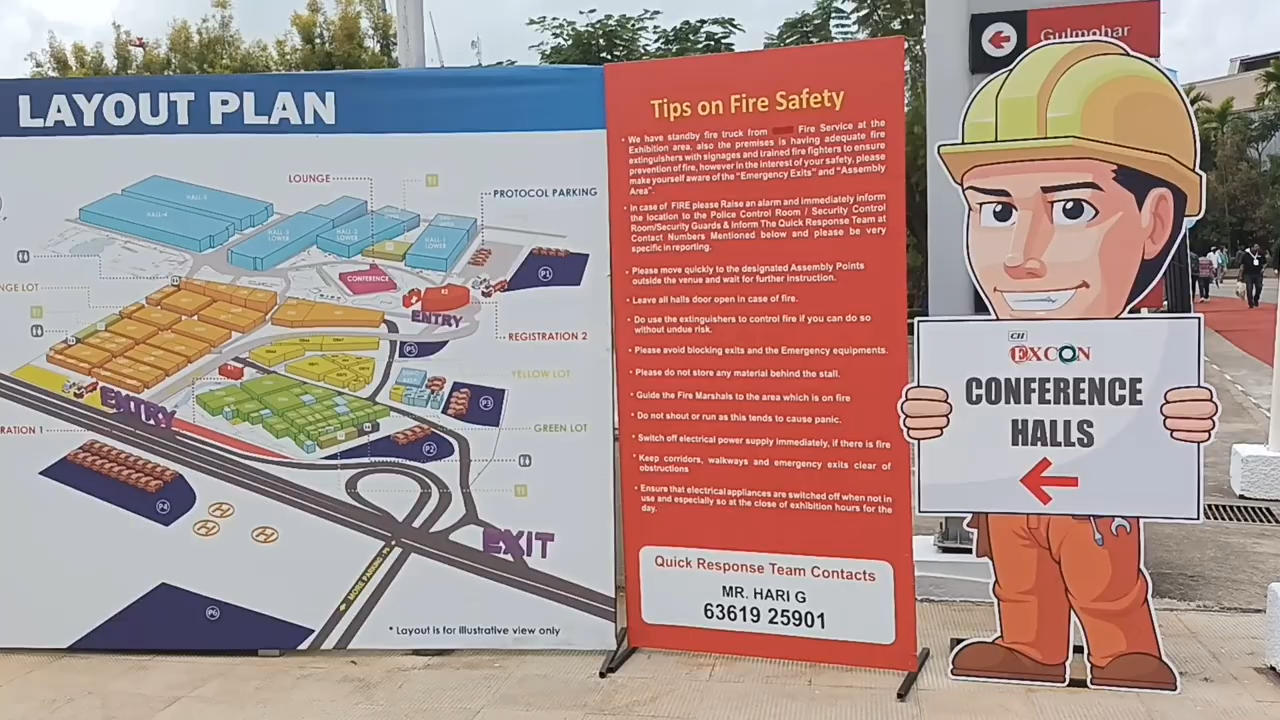 LAYOUT PLAN
LOUNGE
PROTOCOL PARKING
HALL-4
HALL-3
LOWER
HALL-2
LOWER
HALL-1
LOWER
P1
CONFERENCE
R2
ENTRY
NGE LOT
REGISTRATION 2
P5
R1
YELLOW LOT
ENTRY
P3
RATION 1
GREEN LOT
P2
P4
H
H
H
EXIT
MORE PARKING - P6
P6
* Layout is for illustrative view only
Tips on Fire Safety
• We have standby fire truck from Fire Service at the
Exhibition area, also the premises is having adequate fire
extinguishers with signages and trained fire fighters to ensure
prevention of fire, however in the interest of your safety, please
make yourself aware of the "Emergency Exits" and "Assembly
Area".
• In case of FIRE please Raise an alarm and immediately inform
the location to the Police Control Room / Security Control
Room/Security Guards & Inform The Quick Response Team at
Contact Numbers Mentioned below and please be very
specific in reporting.
• Please move quickly to the designated Assembly Points
outside the venue and wait for further instruction.
• Leave all halls door open in case of fire.
• Do use the extinguishers to control fire if you can do so
without undue risk.
• Please avoid blocking exits and the Emergency equipments.
• Please do not store any material behind the stall.
• Guide the Fire Marshals to the area which is on fire
• Do not shout or run as this tends to cause panic.
• Switch off electrical power supply immediately, if there is fire
• Keep corridors, walkways and emergency exits clear of
obstructions
• Ensure that electrical appliances are switched off when not in
use and especially so at the close of exhibition hours for the
day.
Quick Response Team Contacts
MR. HARI G
63619 25901
Gulmohar
CII
EXCON
CONFERENCE
HALLS